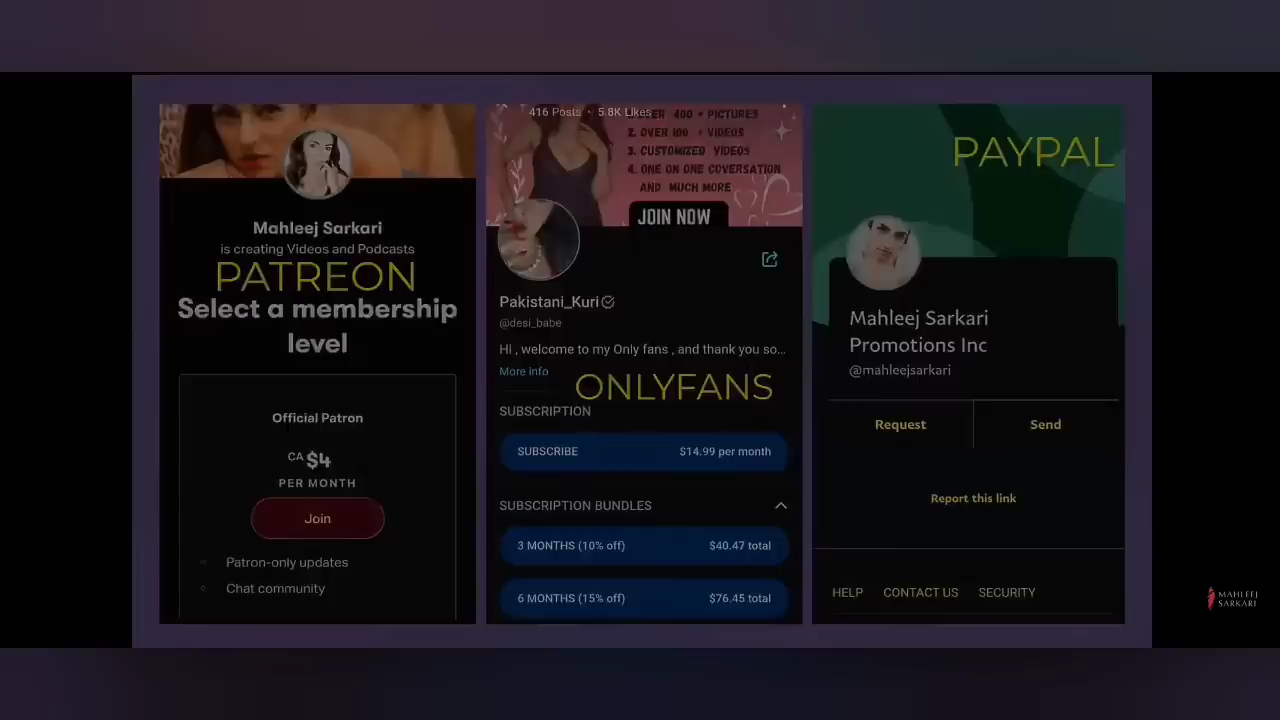 Mahleej Sarkari
is creating Videos and Podcasts
PATREON
Select a membership
level
Official Patron
CA $4
PER MONTH
Join
Patron-only updates
Chat community
416 Posts · 5.8K Likes
OVER 400 + PICTURES
2. OVER 100 + VIDEOS
3. CUSTOMIZED VIDEOS
4. ONE ON ONE COVERSATION
AND MUCH MORE
JOIN NOW
Pakistani_Kuri
@desi_babe
HI , welcome to my Only fans , and thank you so...
More info
ONLYFANS
SUBSCRIPTION
SUBSCRIBE $14.99 per month
SUBSCRIPTION BUNDLES
3 MONTHS (10% off) $40.47 total
6 MONTHS (15% off) $76.45 total
PAYPAL
Mahleej Sarkari
Promotions Inc
@mahleejsarkari
Request Send
Report this link
HELP CONTACT US SECURITY
MAHLEEJ
SARKARI